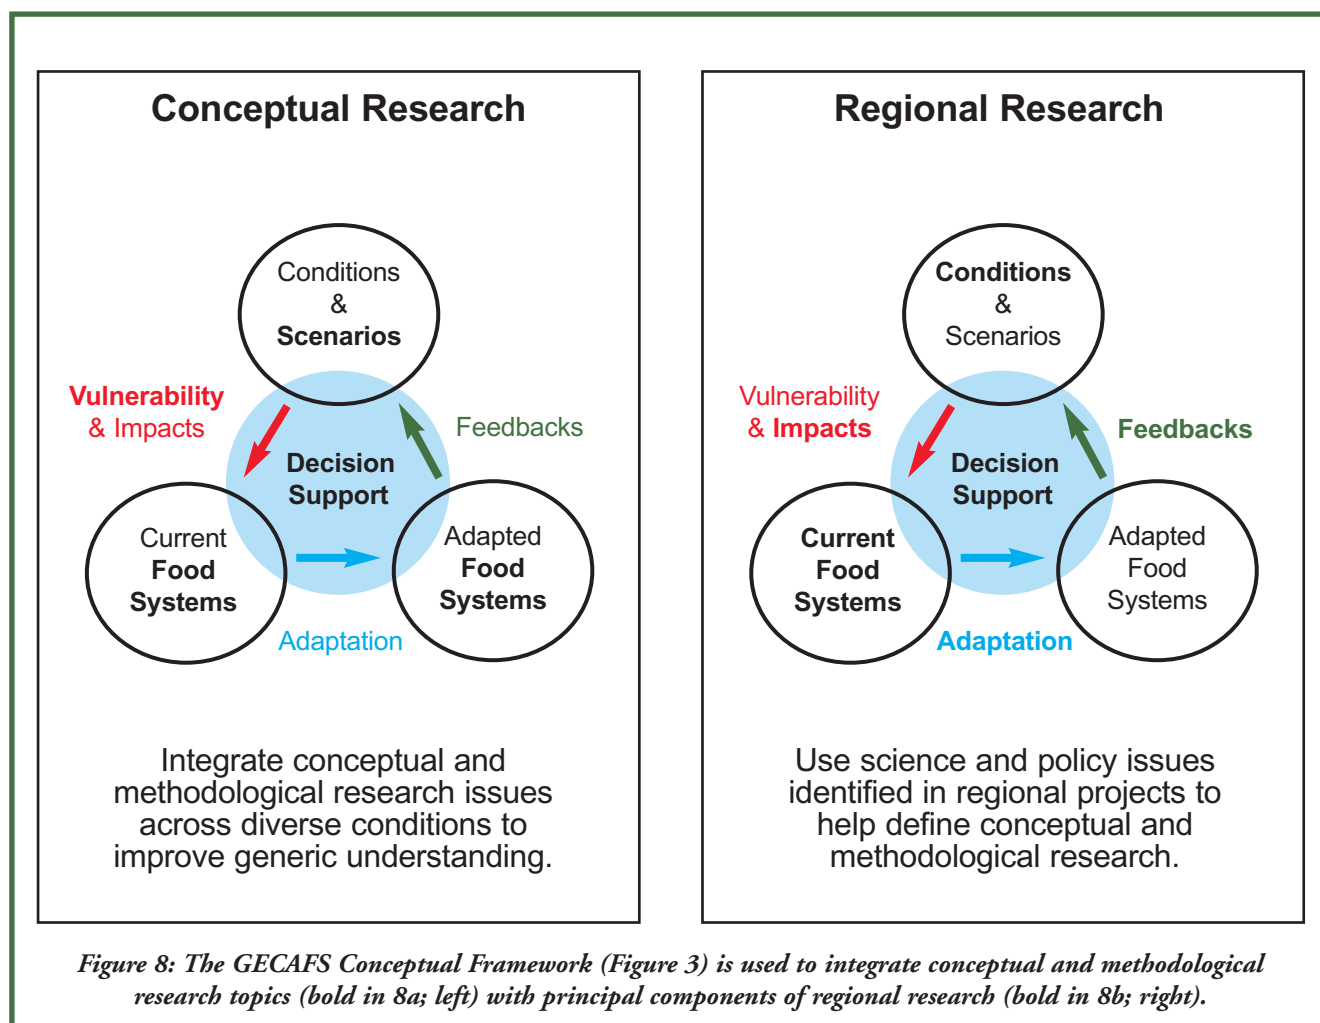 Conceptual Research
Conditions
&
Scenarios
Vulnerability
& Impacts
Feedbacks
Decision
Support
Current
Food
Systems
Adapted
Food
Systems
Adaptation
Integrate conceptual and
methodological research issues
across diverse conditions to
improve generic understanding.
Regional Research
Conditions
&
Scenarios
Vulnerability
& Impacts
Feedbacks
Decision
Support
Current
Food
Systems
Adapted
Food
Systems
Adaptation
Use science and policy issues
identified in regional projects to
help define conceptual and
methodological research.
Figure 8: The GECAFS Conceptual Framework (Figure 3) is used to integrate conceptual and methodological
research topics (bold in 8a; left) with principal components of regional research (bold in 8b; right).